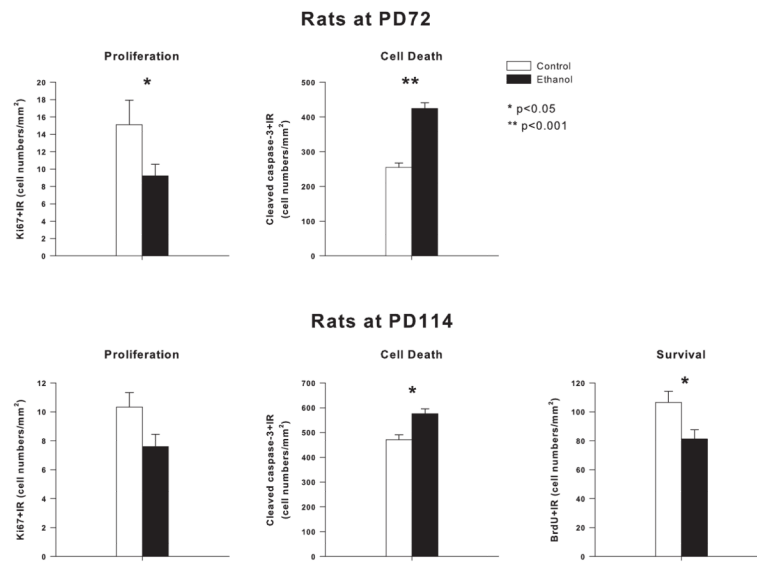 Rats at PD72
Proliferation
Ki67+IR (cell numbers/mm²)
20
18
16
14
12
10
8
6
4
2
0
*
Cell Death
Cleaved caspase-3+IR
(cell numbers/mm²)
500
400
300
200
100
0
**
Control
Ethanol
* p<0.05
** p<0.001
Rats at PD114
Proliferation
Ki67+IR (cell numbers/mm²)
12
10
8
6
4
2
0
Cell Death
Cleaved caspase-3+IR
(cell numbers/mm²)
700
600
500
400
300
200
100
0
*
Survival
BrdU+IR (cell numbers/mm²)
120
100
80
60
40
20
0
*